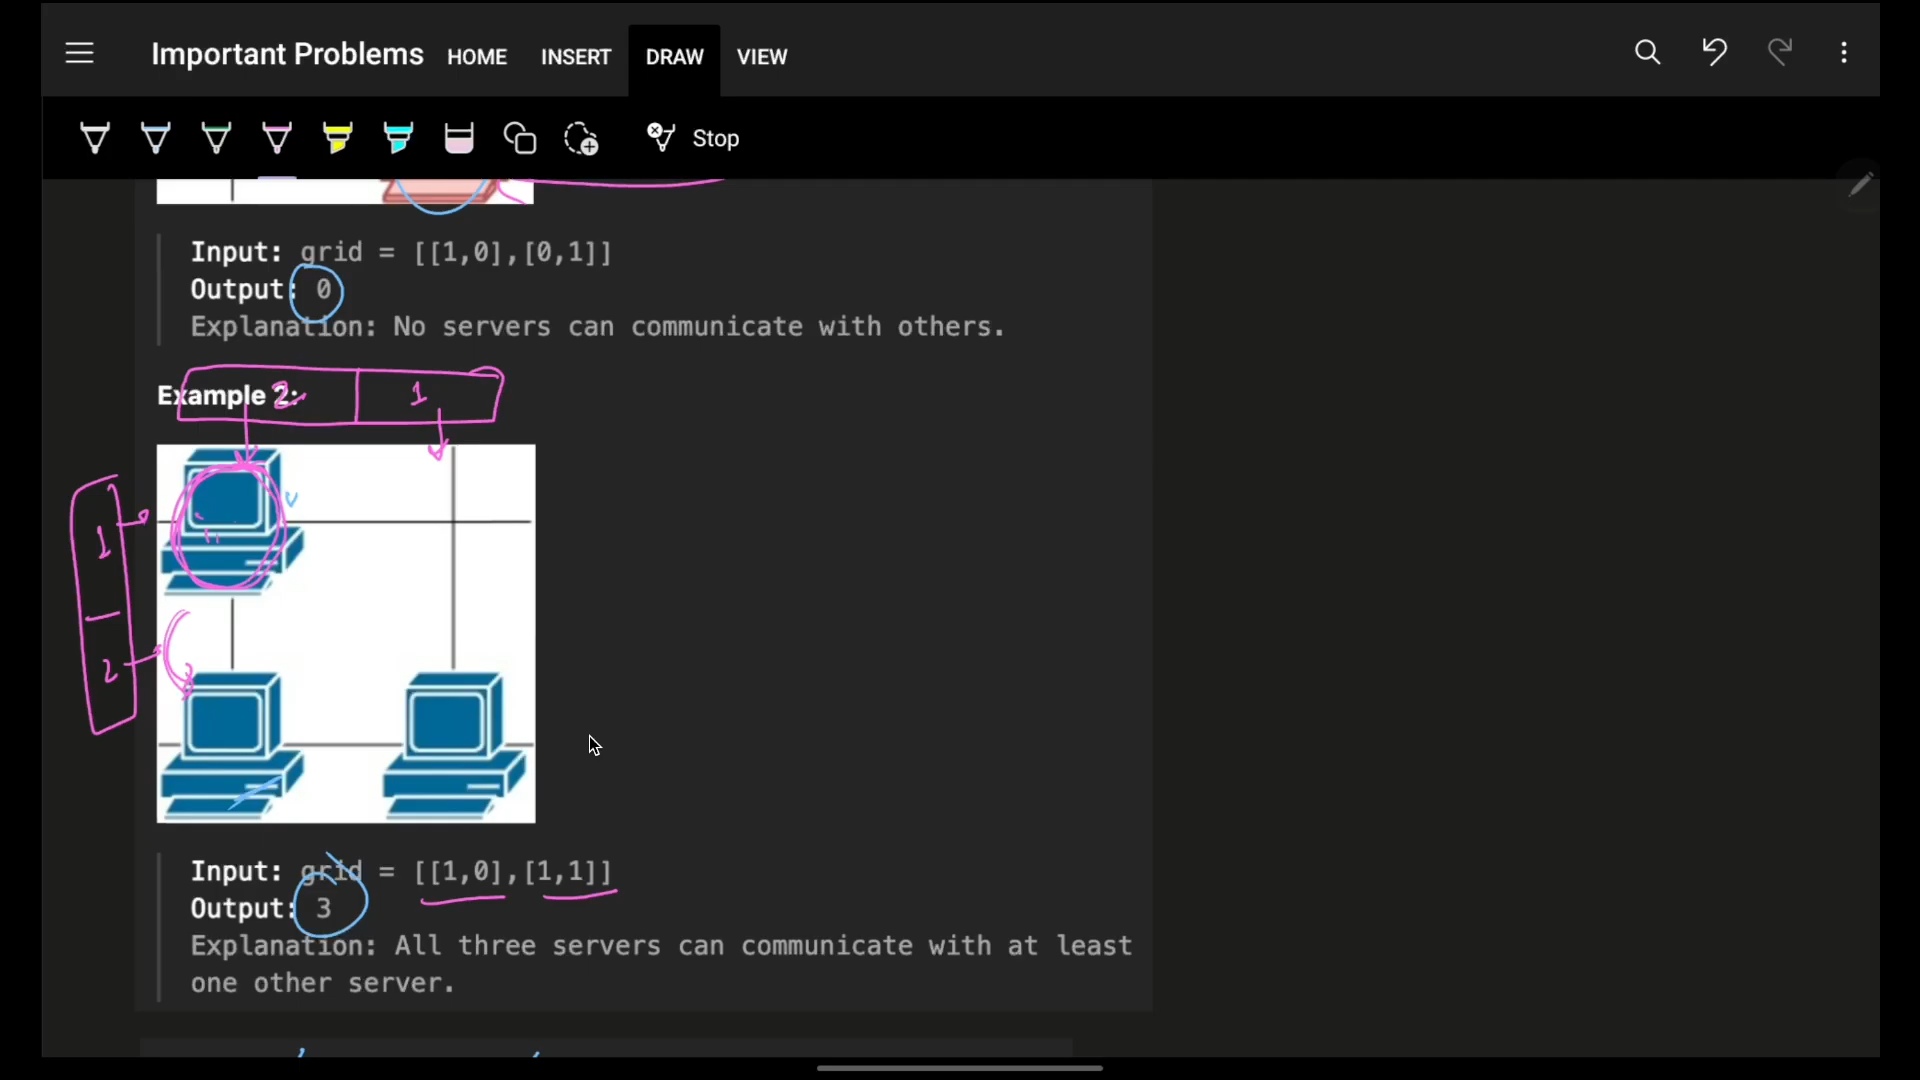 Important Problems HOME INSERT DRAW VIEW
Stop
Input: grid = [[1,0],[0,1]]
Output: 0
Explanation: No servers can communicate with others.
2 1
Example 2:
1
2
Input: grid = [[1,0],[1,1]]
Output: 3
Explanation: All three servers can communicate with at least
one other server.